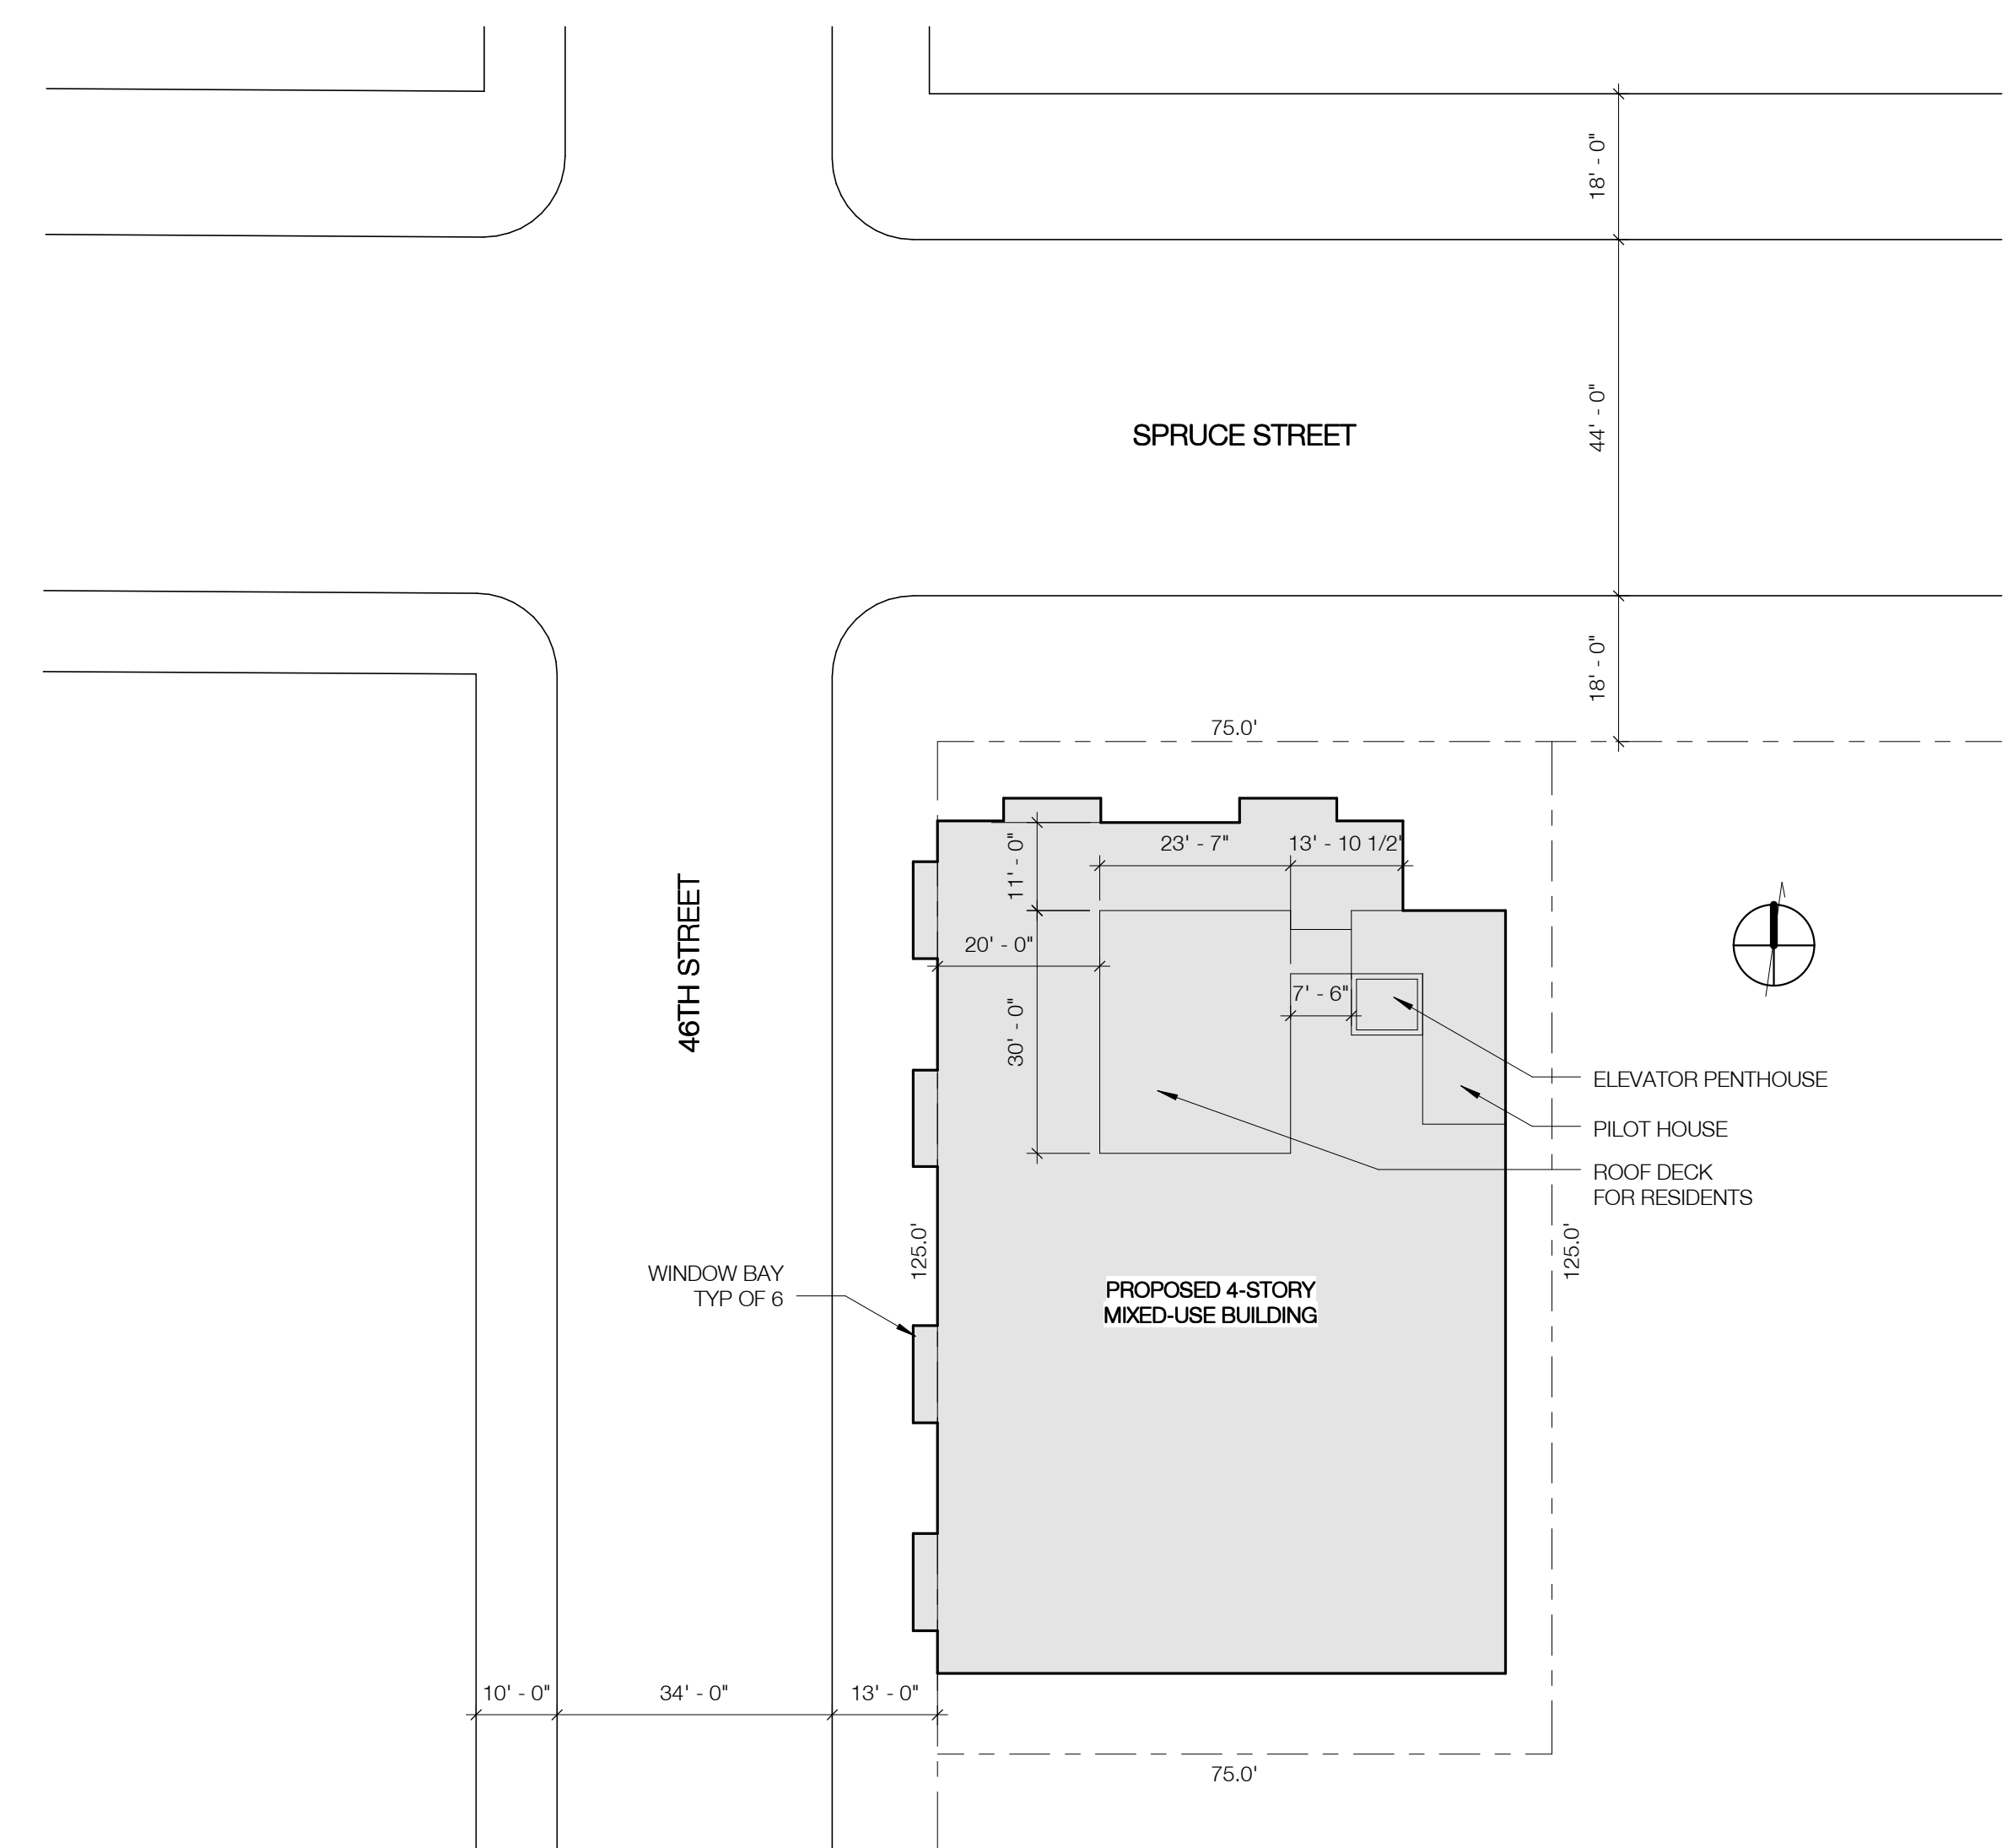 18' - 0"
44' - 0"
SPRUCE STREET
18' - 0"
75.0'
11' - 0"
23' - 7"
13' - 10 1/2"
46TH STREET
20' - 0"
7' - 6"
30' - 0"
ELEVATOR PENTHOUSE
PILOT HOUSE
ROOF DECK
FOR RESIDENTS
125.0'
125.0'
WINDOW BAY
TYP OF 6
PROPOSED 4-STORY
MIXED-USE BUILDING
10' - 0"
34' - 0"
13' - 0"
75.0'